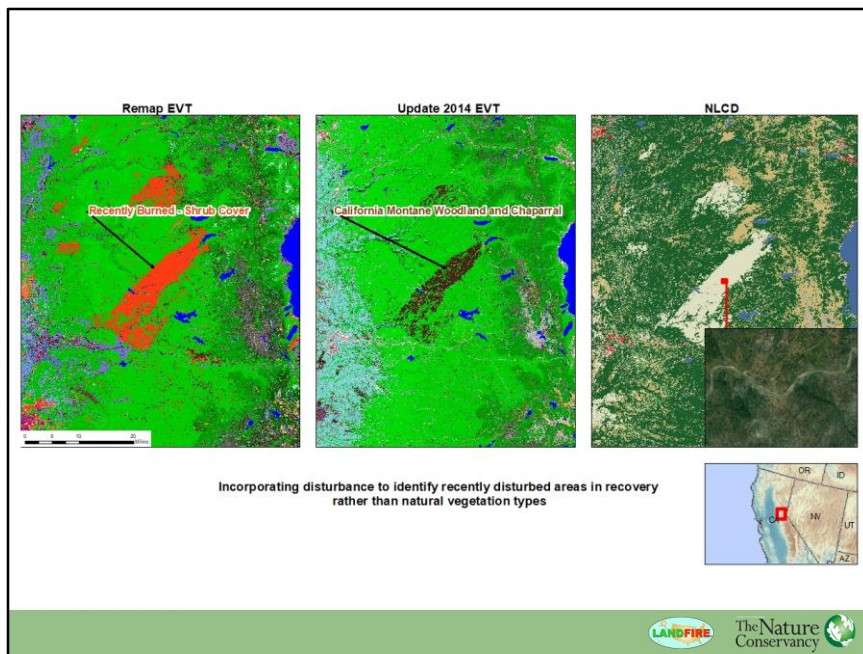 Remap EVT
Update 2014 EVT
NLCD
Recently Burned - Shrub Cover
California Montane Woodland and Chaparral
0 5 10 20
Miles
Incorporating disturbance to identify recently disturbed areas in recovery
rather than natural vegetation types
OR
ID
CA
NV
UT
AZ
LANDFIRE
The Nature
Conservancy